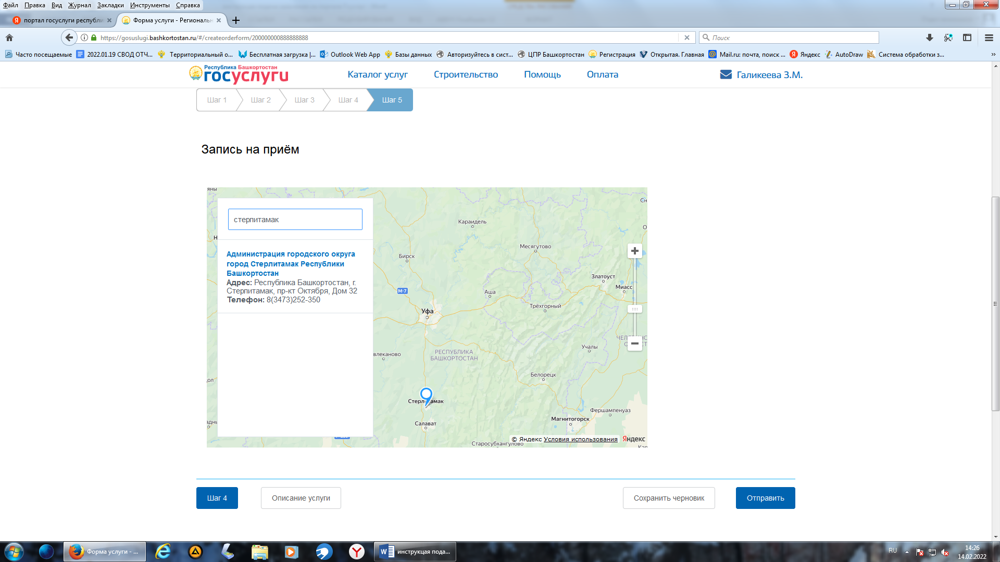 Файл Правка Вид Журнал Закладки Инструменты Справка
портал госуслуги республи
Форма услуги - Региональн
https://gosuslugi.bashkortostan.ru/#/createorderform/200000000888888888
Поиск
Часто посещаемые
2022.01.19 СВОД ОТЧ...
Территориальный о...
Бесплатная загрузка |...
Outlook Web App
Базы данных
Авторизуйтесь в сист...
ЦПР Башкортостан
Регистрация
Открытая. Главная
Mail.ru: почта, поиск ...
Яндекс
AutoDraw
Система обработки з...
Республика Башкортостан
госуслуги
Каталог услуг
Строительство
Помощь
Оплата
Галикеева З.М.
Шаг 1
Шаг 2
Шаг 3
Шаг 4
Шаг 5
Запись на приём
стерлитамак
Администрация городского округа
город Стерлитамак Республики
Башкортостан
Адрес: Республика Башкортостан, г.
Стерлитамак, пр-кт Октября, Дом 32
Телефон: 8(3473)252-350
яны
Сн
Караидель
Месягутово
Бирск
Златоуст
Миасс
М-7
Аша
Трёхгорный
Уфа
Учалы
влеканово
РЕСПУБЛИКА
БАШКОРТОСТАН
Белорецк
дол
Стерлитамак
Фершампенуаз
Магнитогорск
Салават
Старосубхангулово
© Яндекс Условия использования
Яндекс
Шаг 4
Описание услуги
Сохранить черновик
Отправить
Форма услуги - ...
инструкция пода...
RU
14:26
14.02.2022